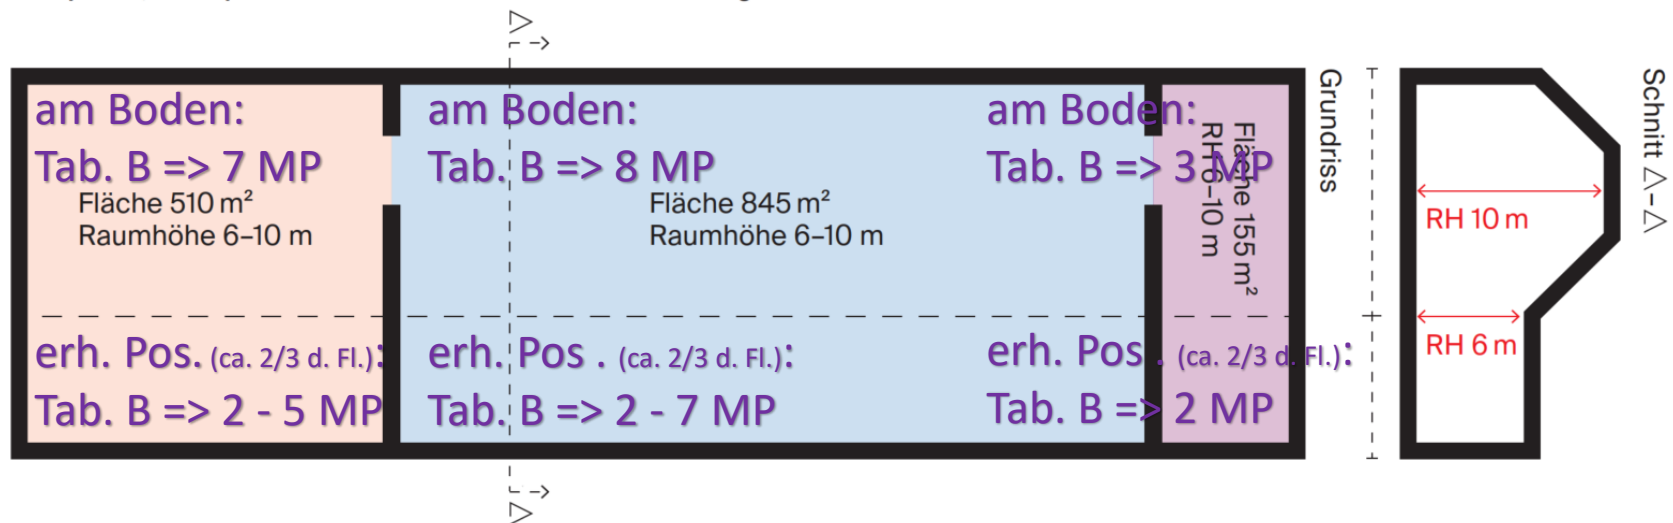 am Boden:
Tab. B => 7 MP
Fläche 510 m²
Raumhöhe 6–10 m
erh. Pos. (ca. 2/3 d. Fl.):
Tab. B => 2 - 5 MP
am Boden:
Tab. B => 8 MP
Fläche 845 m²
Raumhöhe 6–10 m
erh. Pos . (ca. 2/3 d. Fl.):
Tab. B => 2 - 7 MP
am Boden:
Tab. B => 3 MP
Fläche 155 m²
RH 6–10 m
erh. Pos . (ca. 2/3 d. Fl.):
Tab. B => 2 MP
Grundriss
RH 10 m
RH 6 m
Schnitt △-△